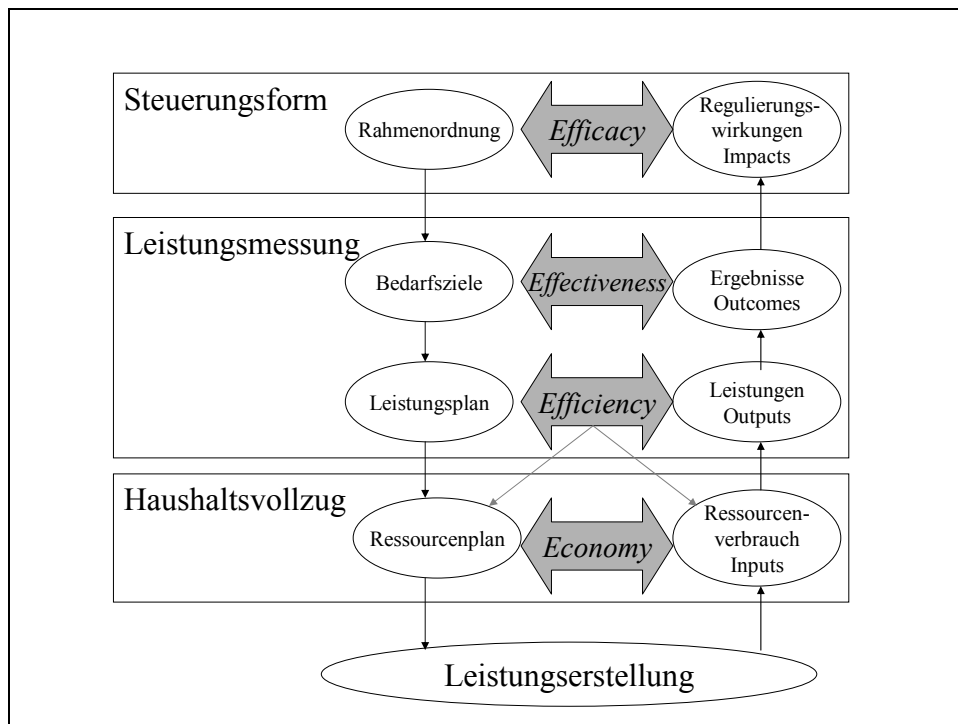 Steuerungsform
Rahmenordnung
Efficacy
Regulierungs-
wirkungen
Impacts
Leistungsmessung
Bedarfsziele
Effectiveness
Ergebnisse
Outcomes
Leistungsplan
Efficiency
Leistungen
Outputs
Haushaltsvollzug
Ressourcenplan
Economy
Ressourcen-
verbrauch
Inputs
Leistungserstellung